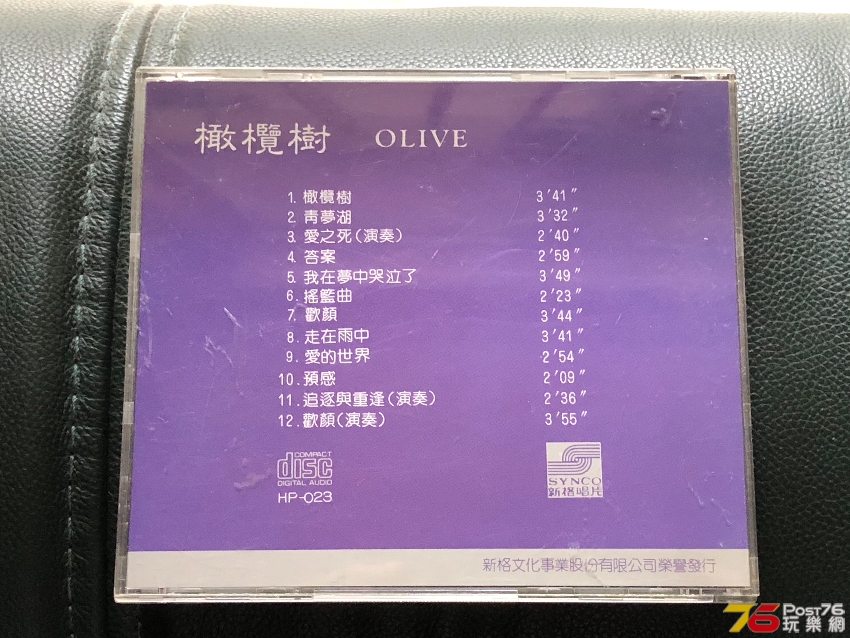 橄欖樹 OLIVE
1. 橄欖樹 3'41"
2. 靑夢湖 3'32"
3. 愛之死(演奏) 2'40"
4. 答案 2'59"
5. 我在夢中哭泣了 3'49"
6. 搖籃曲 2'23"
7. 歡顏 3'44"
8. 走在雨中 3'41"
9. 愛的世界 2'54"
10. 預感 2'09"
11. 追逐與重逢(演奏) 2'36"
12. 歡顏(演奏) 3'55"
COMPACT
disc
DIGITAL AUDIO
HP-023
SYNCO
新格唱片
新格文化事業股份有限公司榮譽發行
76 Post76
玩樂網